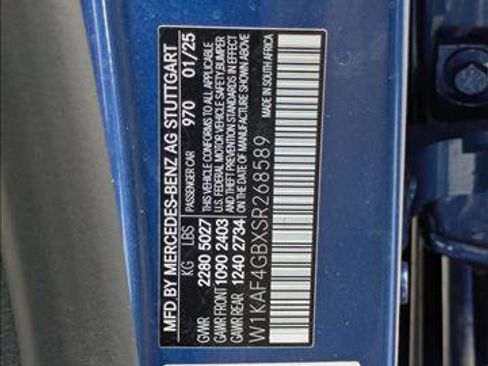 MFD BY MERCEDES-BENZ AG STUTTGART
PASSENGER CAR 970 01/25
KG LBS
GWR 2280 5027
GAWR FRONT 1090 2403
GAWR REAR 1240 2734
THIS VEHICLE CONFORMS TO ALL APPLICABLE
U.S. FEDERAL MOTOR VEHICLE SAFETY,BUMPER
AND THEFT PREVENTION STANDARDS IN EFFECT
ON THE DATE OF MANUFACTURE SHOWN ABOVE
W1KAF4GBXSR268589
MADE IN SOUTH AFRICA